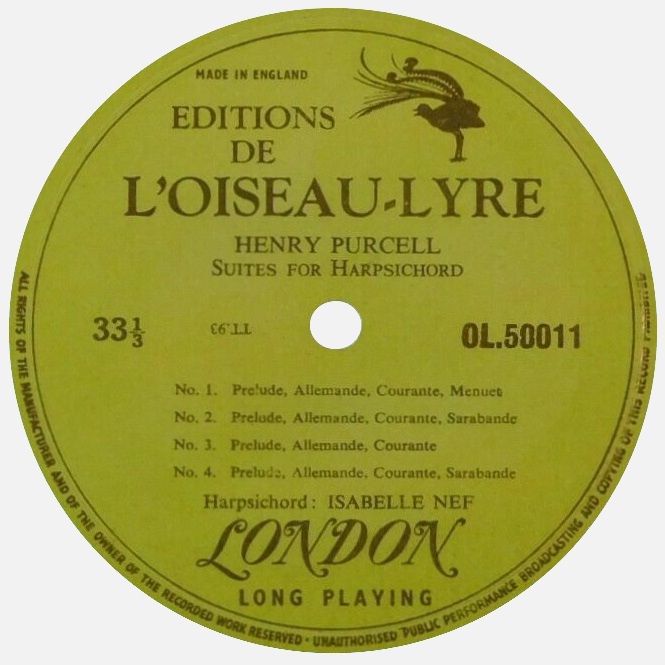 MADE IN ENGLAND
EDITIONS
DE
L'OISEAU-LYRE
HENRY PURCELL
SUITES FOR HARPSICHORD
33⅓
TT.93
OL.50011
No. 1. Prelude, Allemande, Courante, Menuet
No. 2. Prelude, Allemande, Courante, Sarabande
No. 3. Prelude, Allemande, Courante
No. 4. Prelude, Allemande, Courante, Sarabande
Harpsichord: ISABELLE NEF
LONDON
LONG PLAYING
ALL RIGHTS OF THE MANUFACTURER AND OF THE OWNER OF THE RECORDED WORK RESERVED · UNAUTHORISED PUBLIC PERFORMANCE BROADCASTING AND COPYING OF THIS RECORD PROHIBITED